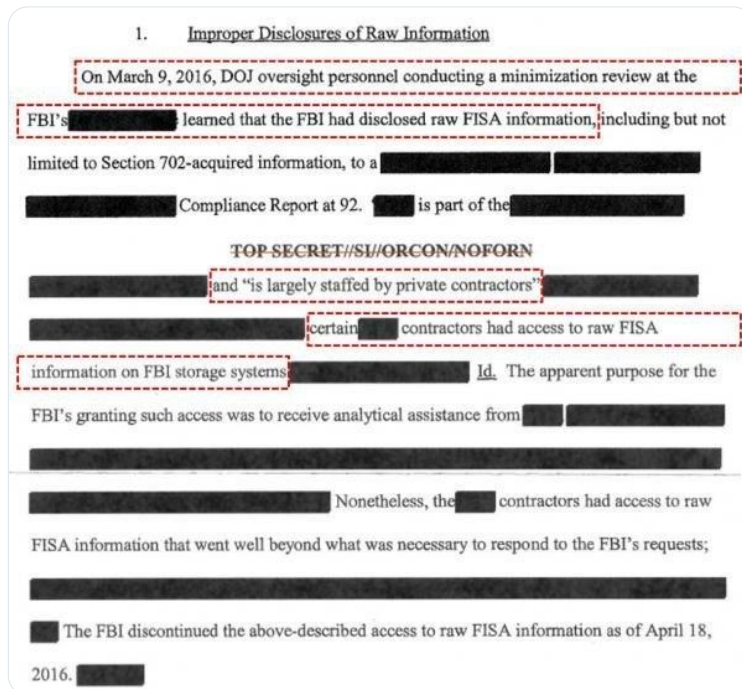 1. Improper Disclosures of Raw Information
On March 9, 2016, DOJ oversight personnel conducting a minimization review at the
FBI's learned that the FBI had disclosed raw FISA information, including but not
limited to Section 702-acquired information, to a
Compliance Report at 92. is part of the
TOP SECRET//SI//ORCON/NOFORN
and “is largely staffed by private contractors”
certain contractors had access to raw FISA
information on FBI storage systems Id. The apparent purpose for the
FBI's granting such access was to receive analytical assistance from
Nonetheless, the contractors had access to raw
FISA information that went well beyond what was necessary to respond to the FBI's requests;
The FBI discontinued the above-described access to raw FISA information as of April 18,
2016.